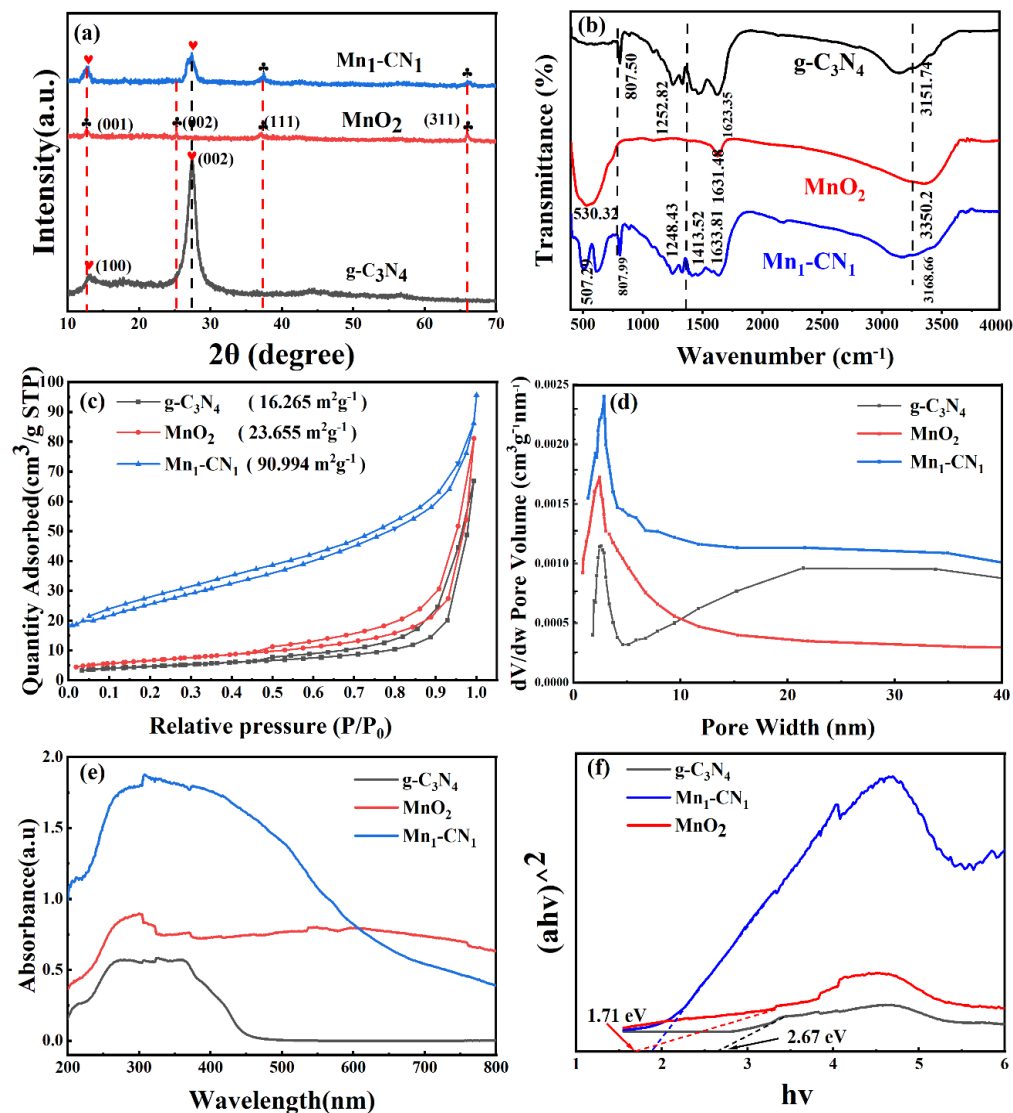 (a)
Mn₁-CN₁
MnO₂
(001)
(002)
(111)
(311)
(002)
(100)
g-C₃N₄
Intensity(a.u.)
10 20 30 40 50 60 70
2θ (degree)
(b)
g-C₃N₄
807.50
1252.82
1623.35
3151.74
MnO₂
530.32
1631.48
3350.2
Mn₁-CN₁
507.29
807.99
1248.43
1413.52
1633.81
3168.66
Transmittance (%)
500 1000 1500 2000 2500 3000 3500 4000
Wavenumber (cm⁻¹)
(c)
g-C₃N₄ ( 16.265 m²g⁻¹)
MnO₂ ( 23.655 m²g⁻¹)
Mn₁-CN₁ ( 90.994 m²g⁻¹)
Quantity Adsorbed(cm³/g STP)
100
90
80
70
60
50
40
30
20
10
0
0.0 0.1 0.2 0.3 0.4 0.5 0.6 0.7 0.8 0.9 1.0
Relative pressure (P/P₀)
(d)
g-C₃N₄
MnO₂
Mn₁-CN₁
dV/dw Pore Volume (cm³g⁻¹nm⁻¹)
0.0025
0.0020
0.0015
0.0010
0.0005
0.0000
0 10 20 30 40
Pore Width (nm)
(e)
g-C₃N₄
MnO₂
Mn₁-CN₁
Absorbance(a.u)
2.0
1.5
1.0
0.5
0.0
200 300 400 500 600 700 800
Wavelength(nm)
(f)
g-C₃N₄
Mn₁-CN₁
MnO₂
(ahv)^2
1.71 eV
2.67 eV
1 2 3 4 5 6
hv